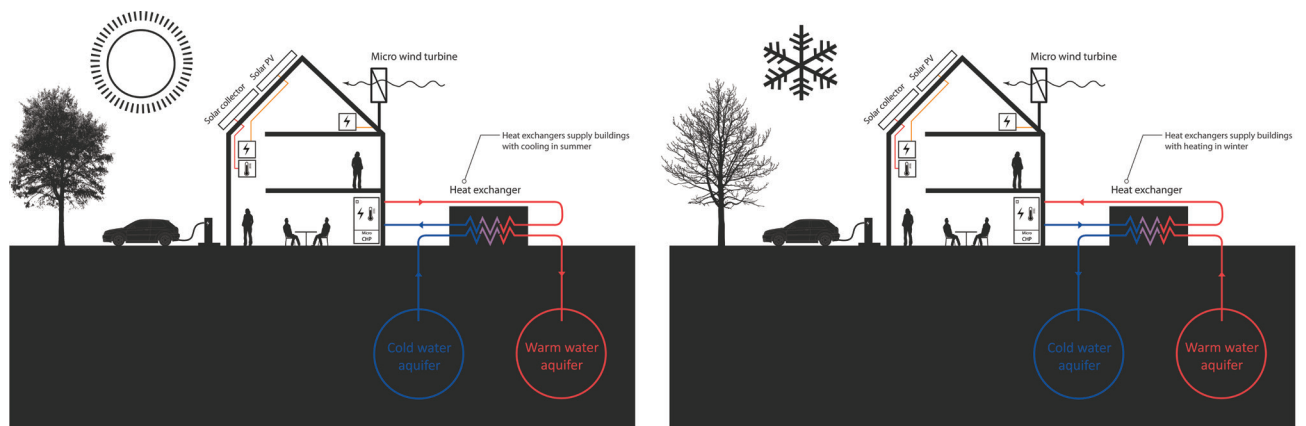 Micro wind turbine
Solar PV
Solar collector
Heat exchangers supply buildings
with cooling in summer
Heat exchanger
Micro
CHP
Cold water
aquifer
Warm water
aquifer
Micro wind turbine
Solar PV
Solar collector
Heat exchangers supply buildings
with heating in winter
Heat exchanger
Micro
CHP
Cold water
aquifer
Warm water
aquifer